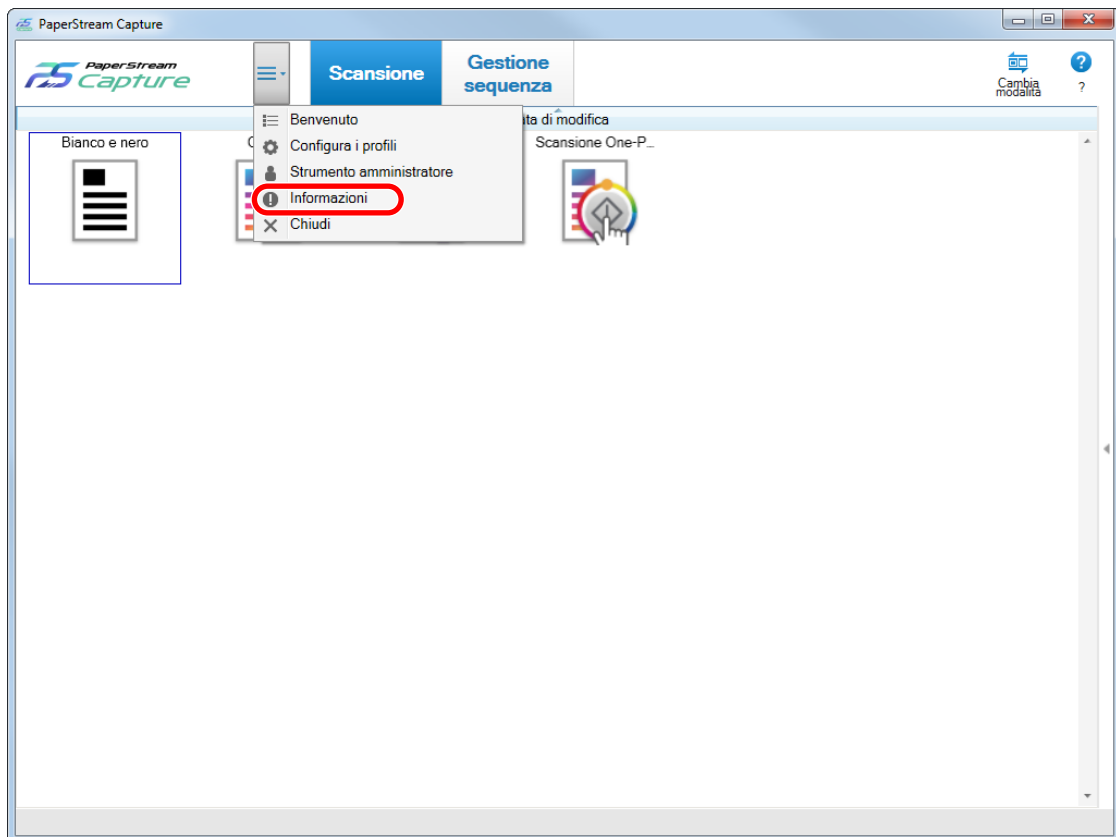 PaperStream Capture
PaperStream
Capture
Scansione
Gestione
sequenza
Cambia
modalità
?
?
Benvenuto
Configura i profili
Strumento amministratore
Informazioni
Chiudi
di modifica
Bianco e nero
Scansione One-P...